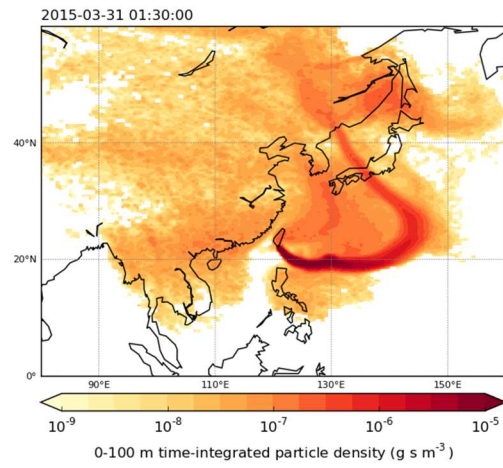 2015-03-31 01:30:00
40°N
20°N
0°
90°E 110°E 130°E 150°E
10⁻⁹ 10⁻⁸ 10⁻⁷ 10⁻⁶ 10⁻⁵
0-100 m time-integrated particle density (g s m⁻³)